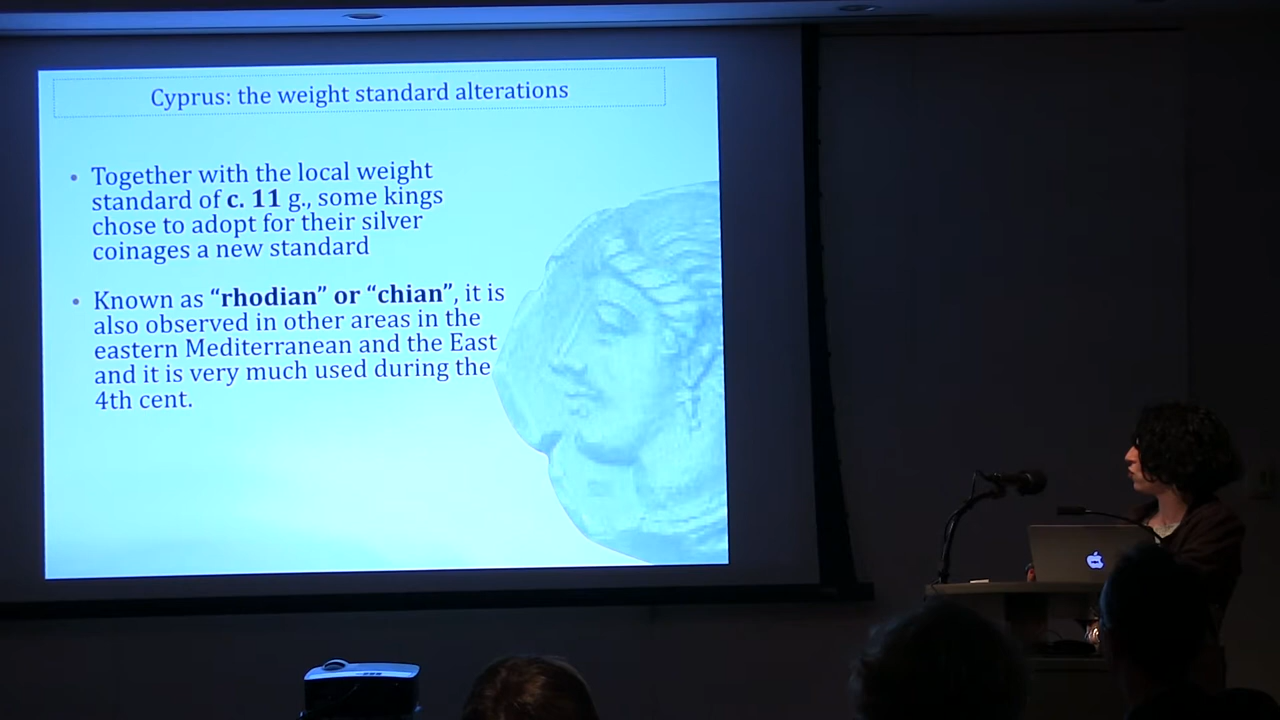 Cyprus: the weight standard alterations
• Together with the local weight
standard of c. 11 g., some kings
chose to adopt for their silver
coinages a new standard
• Known as “rhodian” or “chian”, it is
also observed in other areas in the
eastern Mediterranean and the East
and it is very much used during the
4th cent.